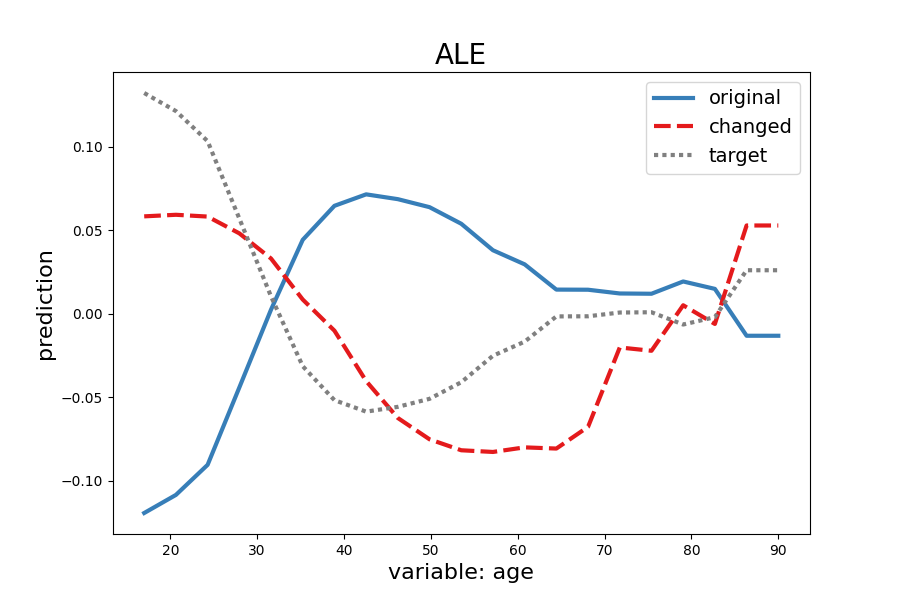 ALE
original
changed
target
prediction
0.10
0.05
0.00
−0.05
−0.10
20 30 40 50 60 70 80 90
variable: age